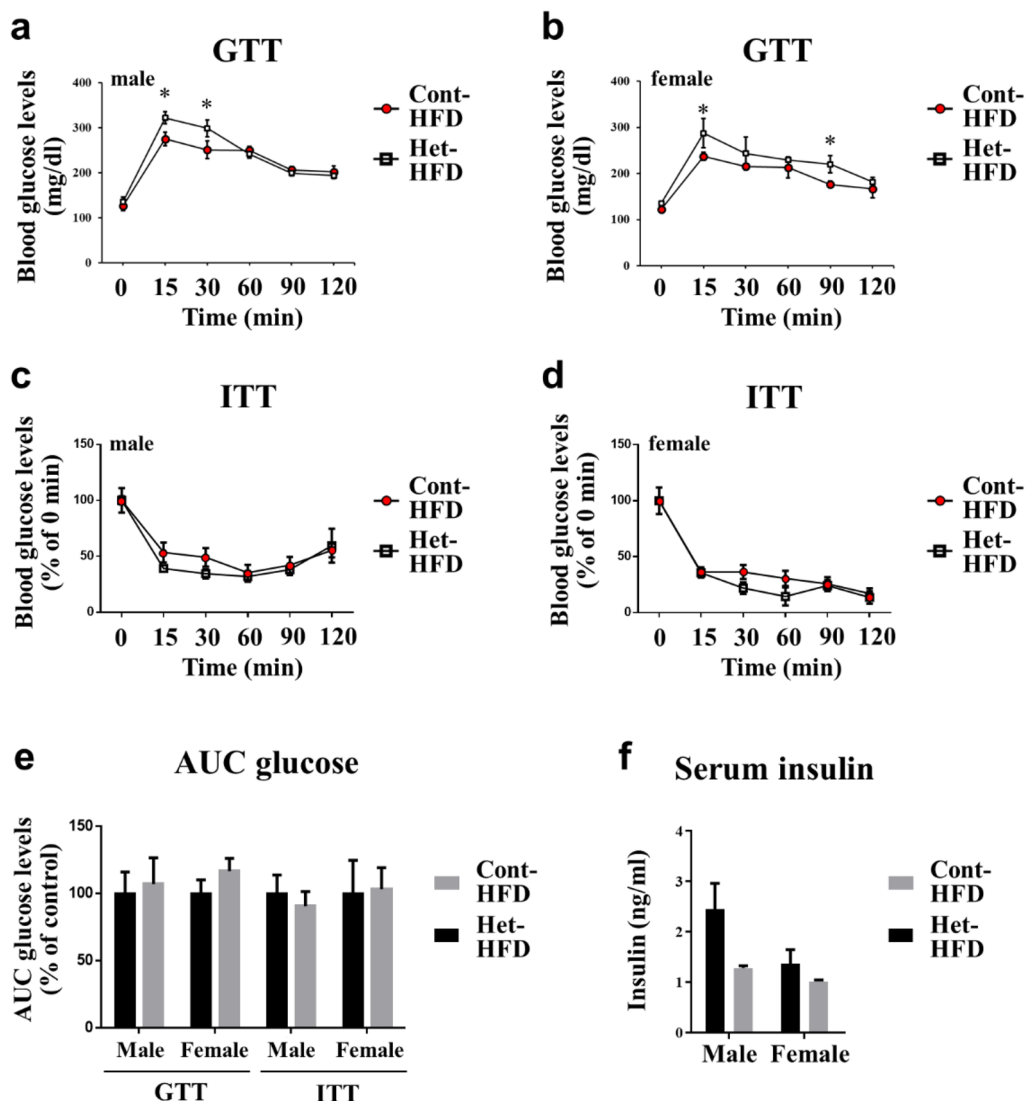 a
GTT
male
Blood glucose levels
(mg/dl)
400
300
200
100
0
* *
0 15 30 60 90 120
Time (min)
Cont-
HFD
Het-
HFD
b
GTT
female
Blood glucose levels
(mg/dl)
400
300
200
100
0
* *
0 15 30 60 90 120
Time (min)
Cont-
HFD
Het-
HFD
c
ITT
male
Blood glucose levels
(% of 0 min)
150
100
50
0
0 15 30 60 90 120
Time (min)
Cont-
HFD
Het-
HFD
d
ITT
female
Blood glucose levels
(% of 0 min)
150
100
50
0
0 15 30 60 90 120
Time (min)
Cont-
HFD
Het-
HFD
e
AUC glucose
AUC glucose levels
(% of control)
150
100
50
0
Male Female Male Female
GTT ITT
Cont-
HFD
Het-
HFD
f
Serum insulin
Insulin (ng/ml)
4
3
2
1
0
Male Female
Cont-
HFD
Het-
HFD